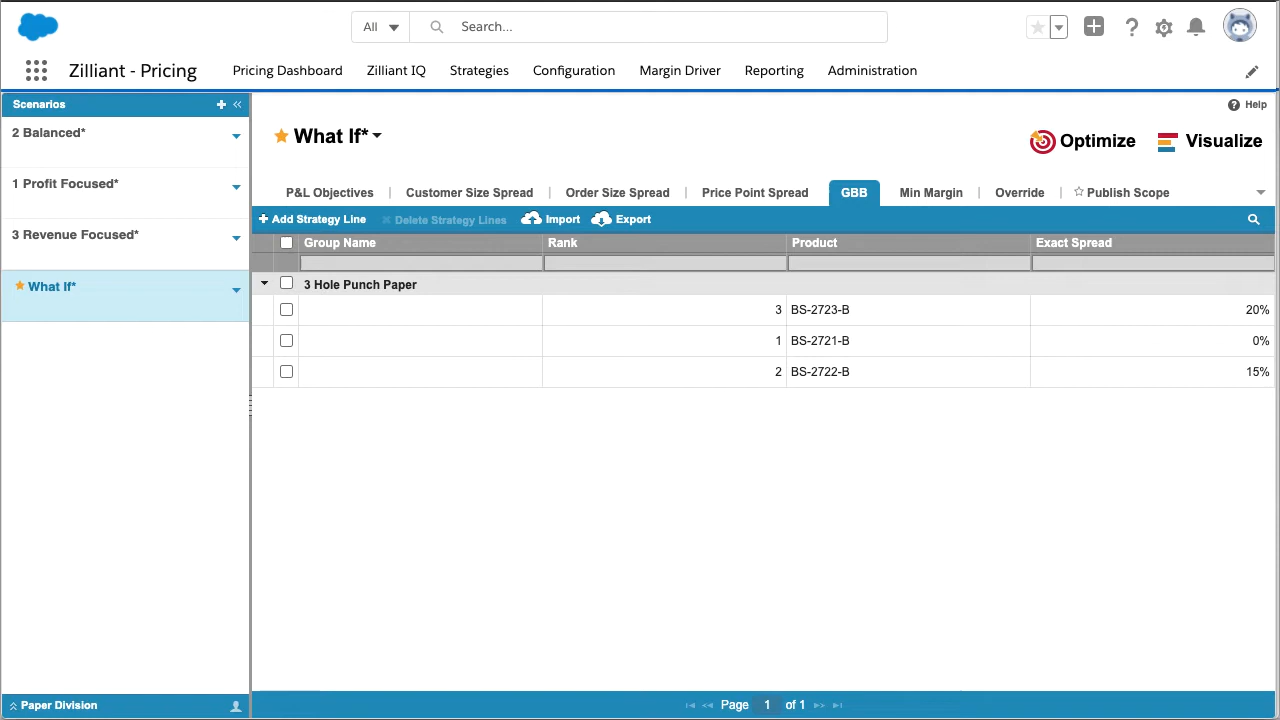 All
Search...
Zilliant - Pricing
Pricing Dashboard
Zilliant IQ
Strategies
Configuration
Margin Driver
Reporting
Administration
Scenarios
2 Balanced*
1 Profit Focused*
3 Revenue Focused*
What If*
Paper Division
Help
What If*
Optimize
Visualize
P&L Objectives
Customer Size Spread
Order Size Spread
Price Point Spread
GBB
Min Margin
Override
Publish Scope
Add Strategy Line
Delete Strategy Lines
Import
Export
Group Name Rank Product Exact Spread
3 Hole Punch Paper
3 BS-2723-B 20%
1 BS-2721-B 0%
2 BS-2722-B 15%
Page 1 of 1